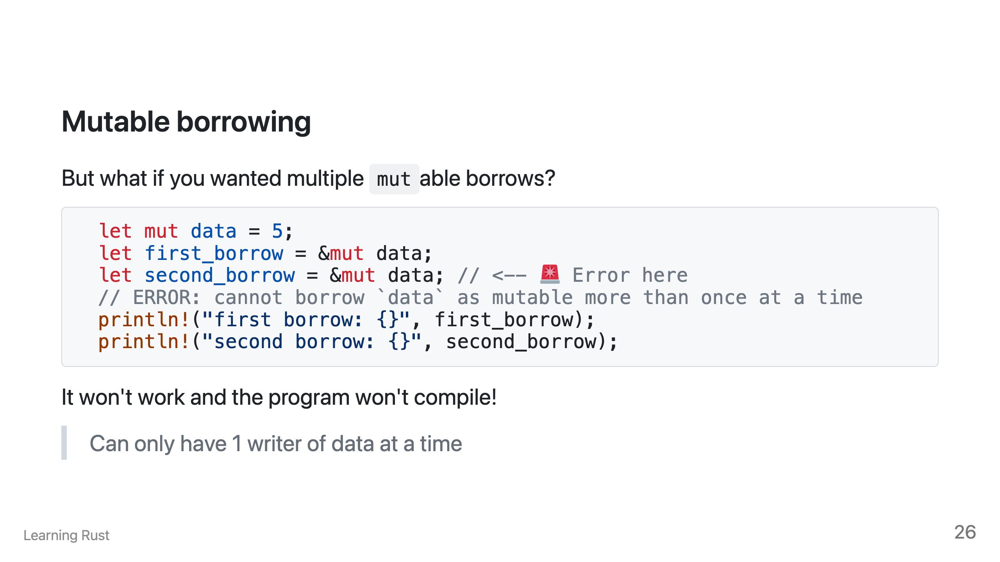 Mutable borrowing
But what if you wanted multiple mut able borrows?
let mut data = 5;
let first_borrow = &mut data;
let second_borrow = &mut data; // <-- 🚨 Error here
// ERROR: cannot borrow `data` as mutable more than once at a time
println!("first borrow: {}", first_borrow);
println!("second borrow: {}", second_borrow);
It won't work and the program won't compile!
Can only have 1 writer of data at a time
Learning Rust
26